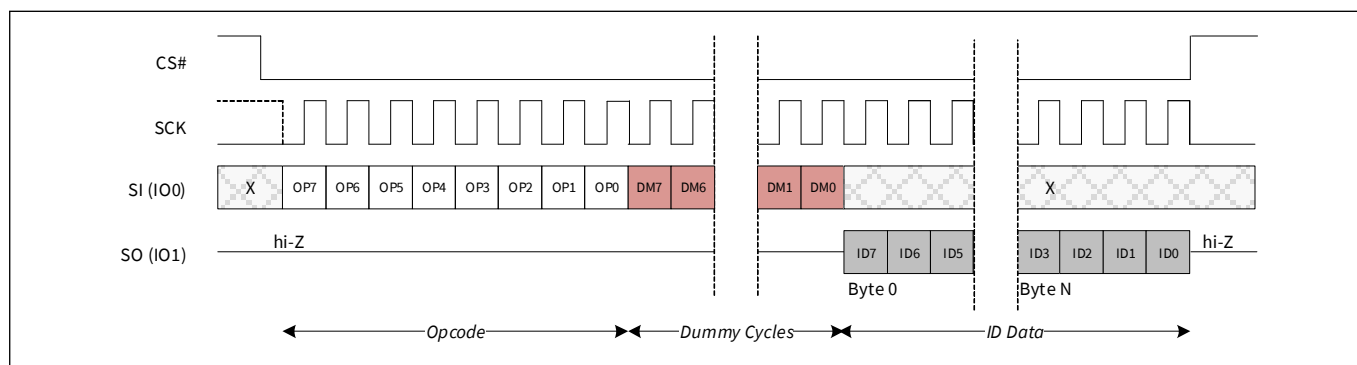 CS#
SCK
SI (IO0) X OP7 OP6 OP5 OP4 OP3 OP2 OP1 OP0 DM7 DM6 DM1 DM0 X
hi-Z hi-Z
SO (IO1) ID7 ID6 ID5 ID3 ID2 ID1 ID0
Byte 0 Byte N
Opcode Dummy Cycles ID Data